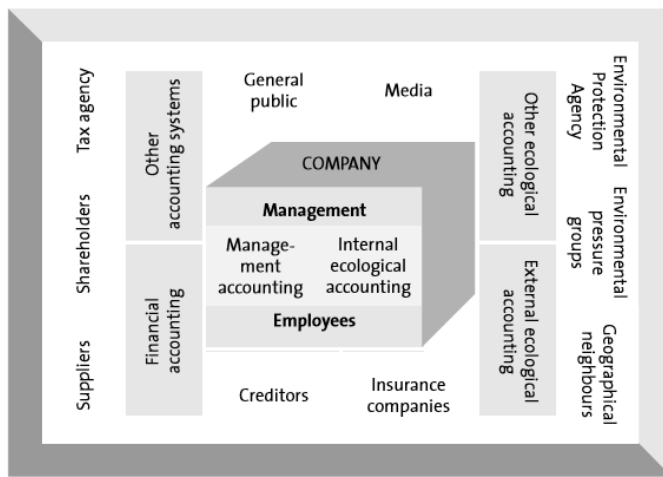 Tax agency
Shareholders
Suppliers
Other
accounting systems
Financial
accounting
General
public
Media
COMPANY
Management
Manage-
ment
accounting
Internal
ecological
accounting
Employees
Creditors
Insurance
companies
Other ecological
accounting
External ecological
accounting
Environmental
Protection
Agency
Environmental
pressure
groups
Geographical
neighbours